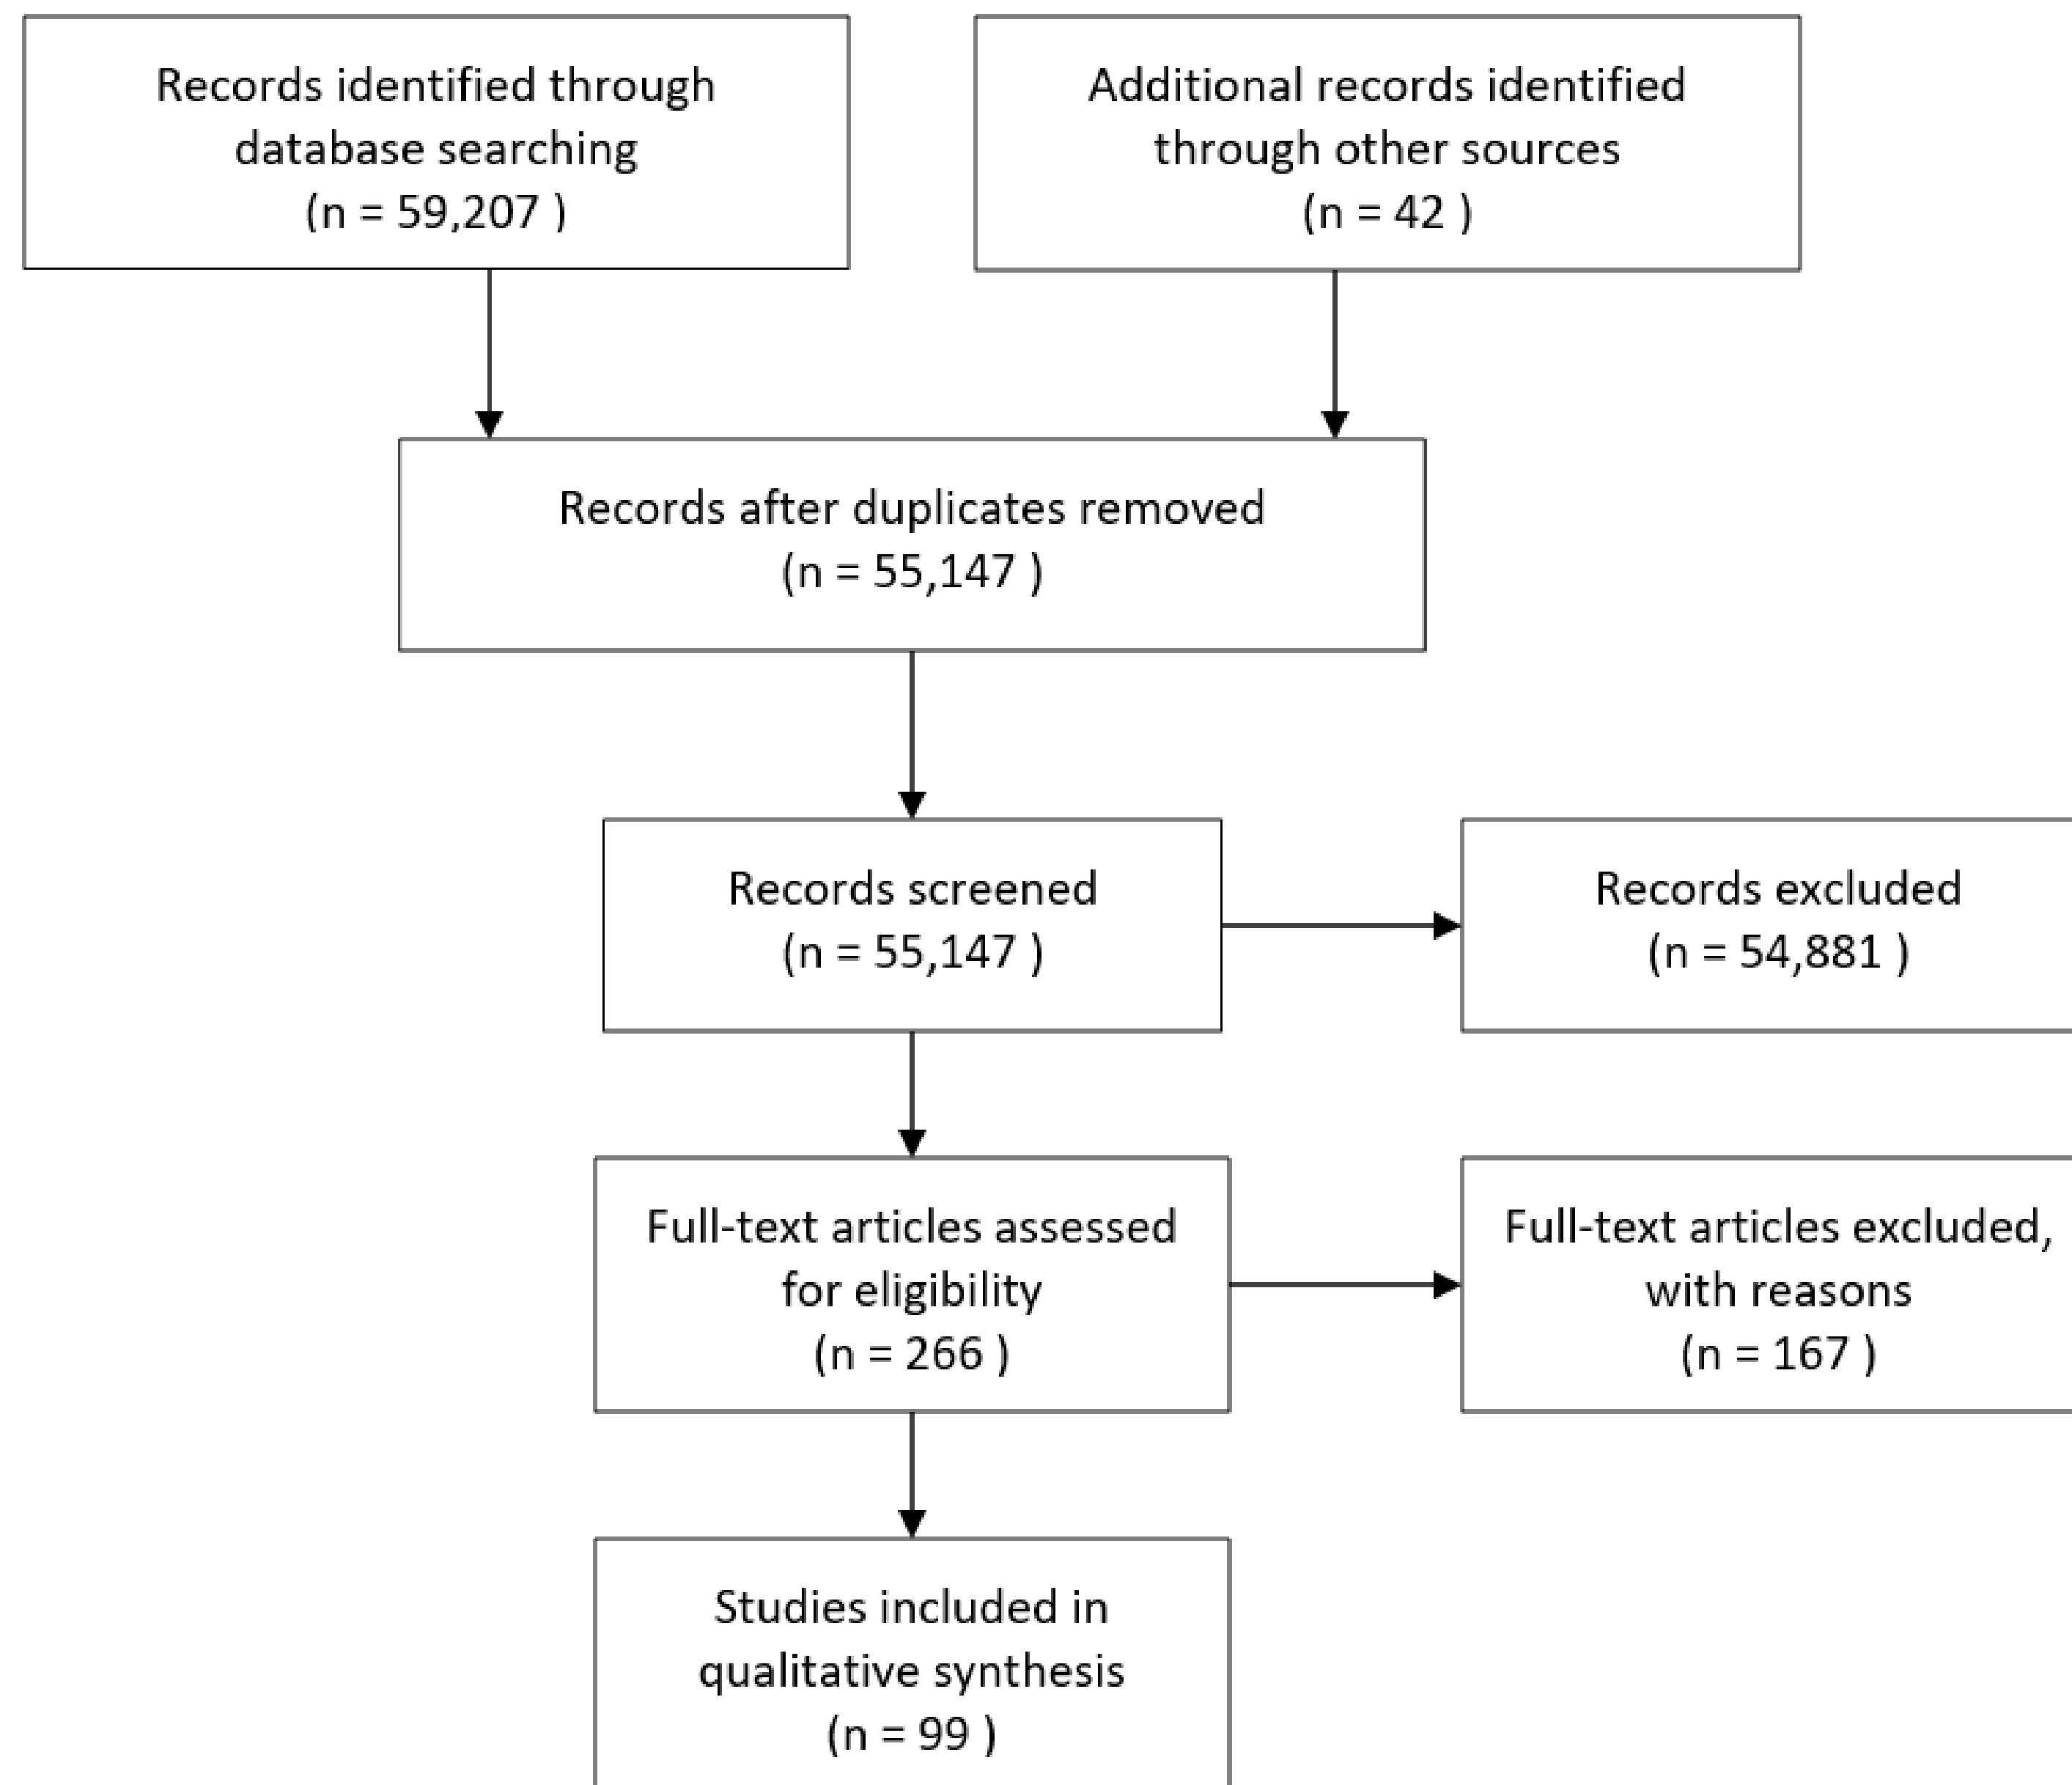 Records identified through
database searching
(n = 59,207 )
Additional records identified
through other sources
(n = 42 )
Records after duplicates removed
(n = 55,147 )
Records screened
(n = 55,147 )
Records excluded
(n = 54,881 )
Full-text articles assessed
for eligibility
(n = 266 )
Full-text articles excluded,
with reasons
(n = 167 )
Studies included in
qualitative synthesis
(n = 99 )